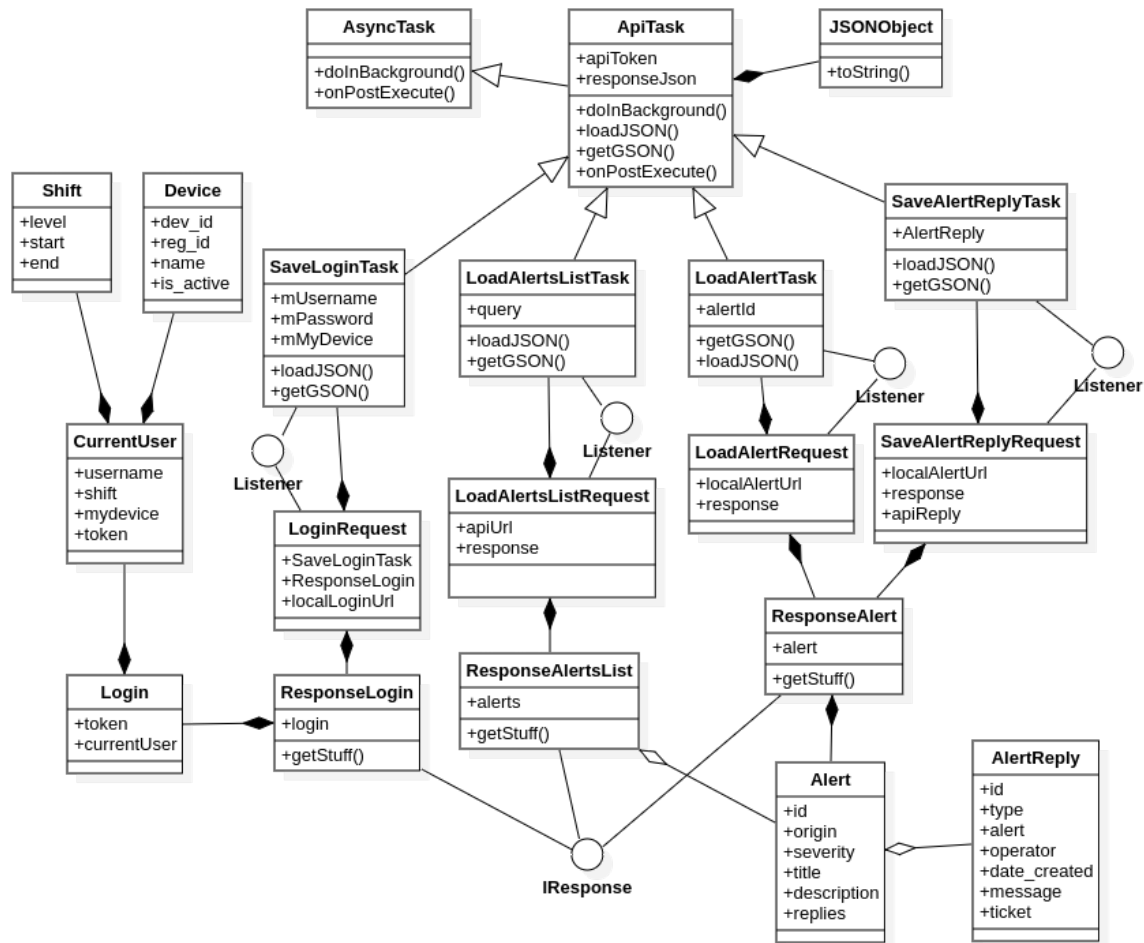 AsyncTask
+doInBackground()
+onPostExecute()
ApiTask
+apiToken
+responseJson
+doInBackground()
+loadJSON()
+getGSON()
+onPostExecute()
JSONObject
+toString()
Shift
+level
+start
+end
Device
+dev_id
+reg_id
+name
+is_active
SaveLoginTask
+mUsername
+mPassword
+mMyDevice
+loadJSON()
+getGSON()
LoadAlertsListTask
+query
+loadJSON()
+getGSON()
LoadAlertTask
+alertId
+getGSON()
+loadJSON()
SaveAlertReplyTask
+AlertReply
+loadJSON()
+getGSON()
Listener
Listener
Listener
Listener
CurrentUser
+username
+shift
+mydevice
+token
LoginRequest
+SaveLoginTask
+ResponseLogin
+localLoginUrl
LoadAlertsListRequest
+apiUrl
+response
LoadAlertRequest
+localAlertUrl
+response
SaveAlertReplyRequest
+localAlertUrl
+response
+apiReply
Login
+token
+currentUser
ResponseLogin
+login
+getStuff()
ResponseAlertsList
+alerts
+getStuff()
ResponseAlert
+alert
+getStuff()
IResponse
Alert
+id
+origin
+severity
+title
+description
+replies
AlertReply
+id
+type
+alert
+operator
+date_created
+message
+ticket